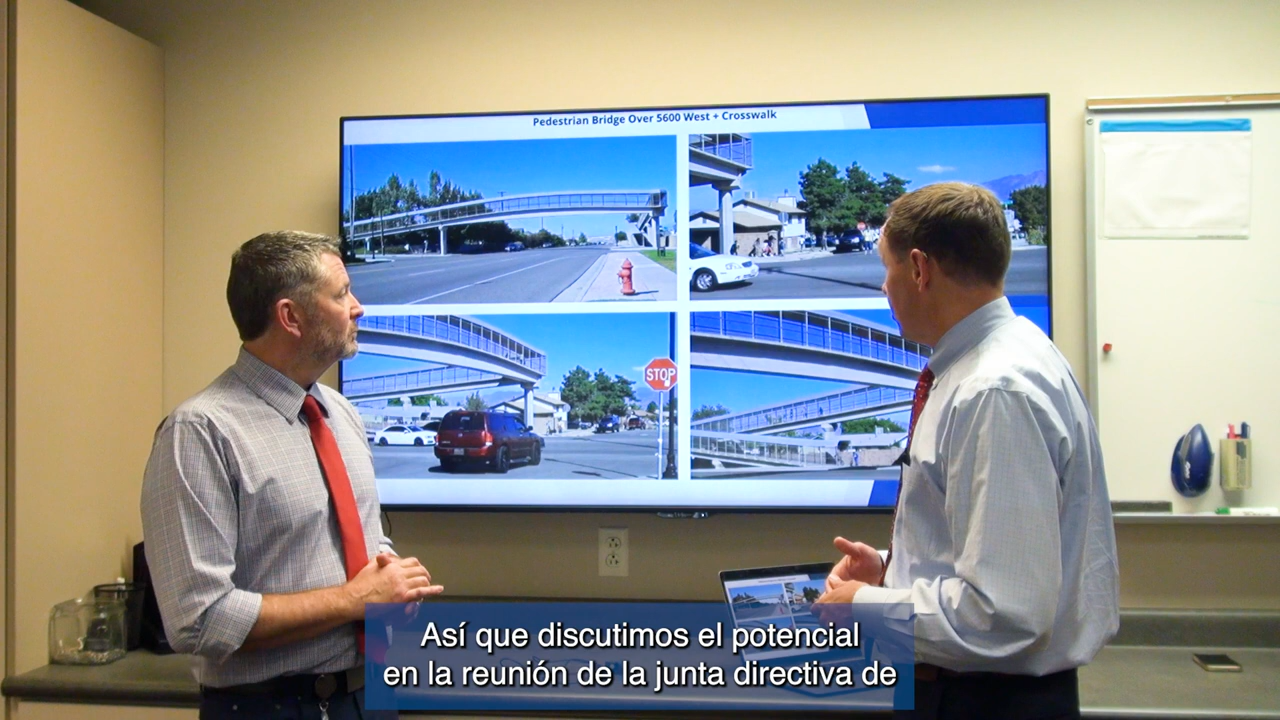 Pedestrian Bridge Over 5600 West + Crosswalk
STOP
Así que discutimos el potencial
en la reunión de la junta directiva de